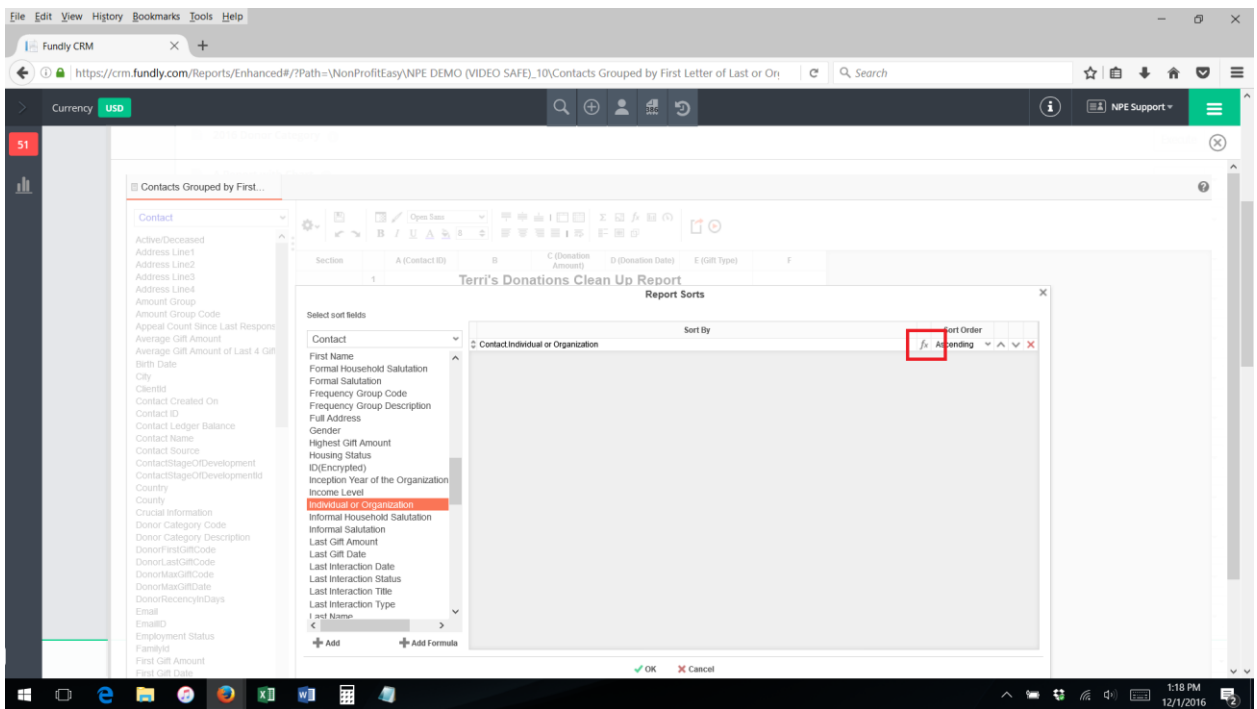 File Edit View History Bookmarks Tools Help
Fundly CRM
https://crm.fundly.com/Reports/Enhanced#/?Path=\NonProfitEasy\NPE DEMO (VIDEO SAFE)_10\Contacts Grouped by First Letter of Last or Or
Search
Currency USD
NPE Support
51
Contacts Grouped by First...
Contact
Open Sans
B I U A
8
Active/Deceased
Address Line1
Address Line2
Address Line3
Address Line4
Amount Group
Amount Group Code
Appeal Count Since Last Respons
Average Gift Amount
Average Gift Amount of Last 4 Gift
Birth Date
City
ClientId
Contact Created On
Contact ID
Contact Ledger Balance
Contact Name
Contact Source
ContactStageOfDevelopment
ContactStageOfDevelopmentId
Country
County
Crucial Information
Donor Category Code
Donor Category Description
DonorFirstGiftCode
DonorLastGiftCode
DonorMaxGiftCode
DonorMaxGiftDate
DonorRecencyInDays
Email
EmailID
Employment Status
FamilyId
First Gift Amount
First Gift Date
Section A (Contact ID) B C (Donation Amount) D (Donation Date) E (Gift Type) F
1 Terri's Donations Clean Up Report
Report Sorts
Select sort fields
Contact
First Name
Formal Household Salutation
Formal Salutation
Frequency Group Code
Frequency Group Description
Full Address
Gender
Highest Gift Amount
Housing Status
ID(Encrypted)
Inception Year of the Organization
Income Level
Individual or Organization
Informal Household Salutation
Informal Salutation
Last Gift Amount
Last Gift Date
Last Interaction Date
Last Interaction Status
Last Interaction Title
Last Interaction Type
Last Name
Add Add Formula
Sort By Sort Order
Contact.Individual or Organization fx Ascending
OK Cancel
1:18 PM
12/1/2016
2